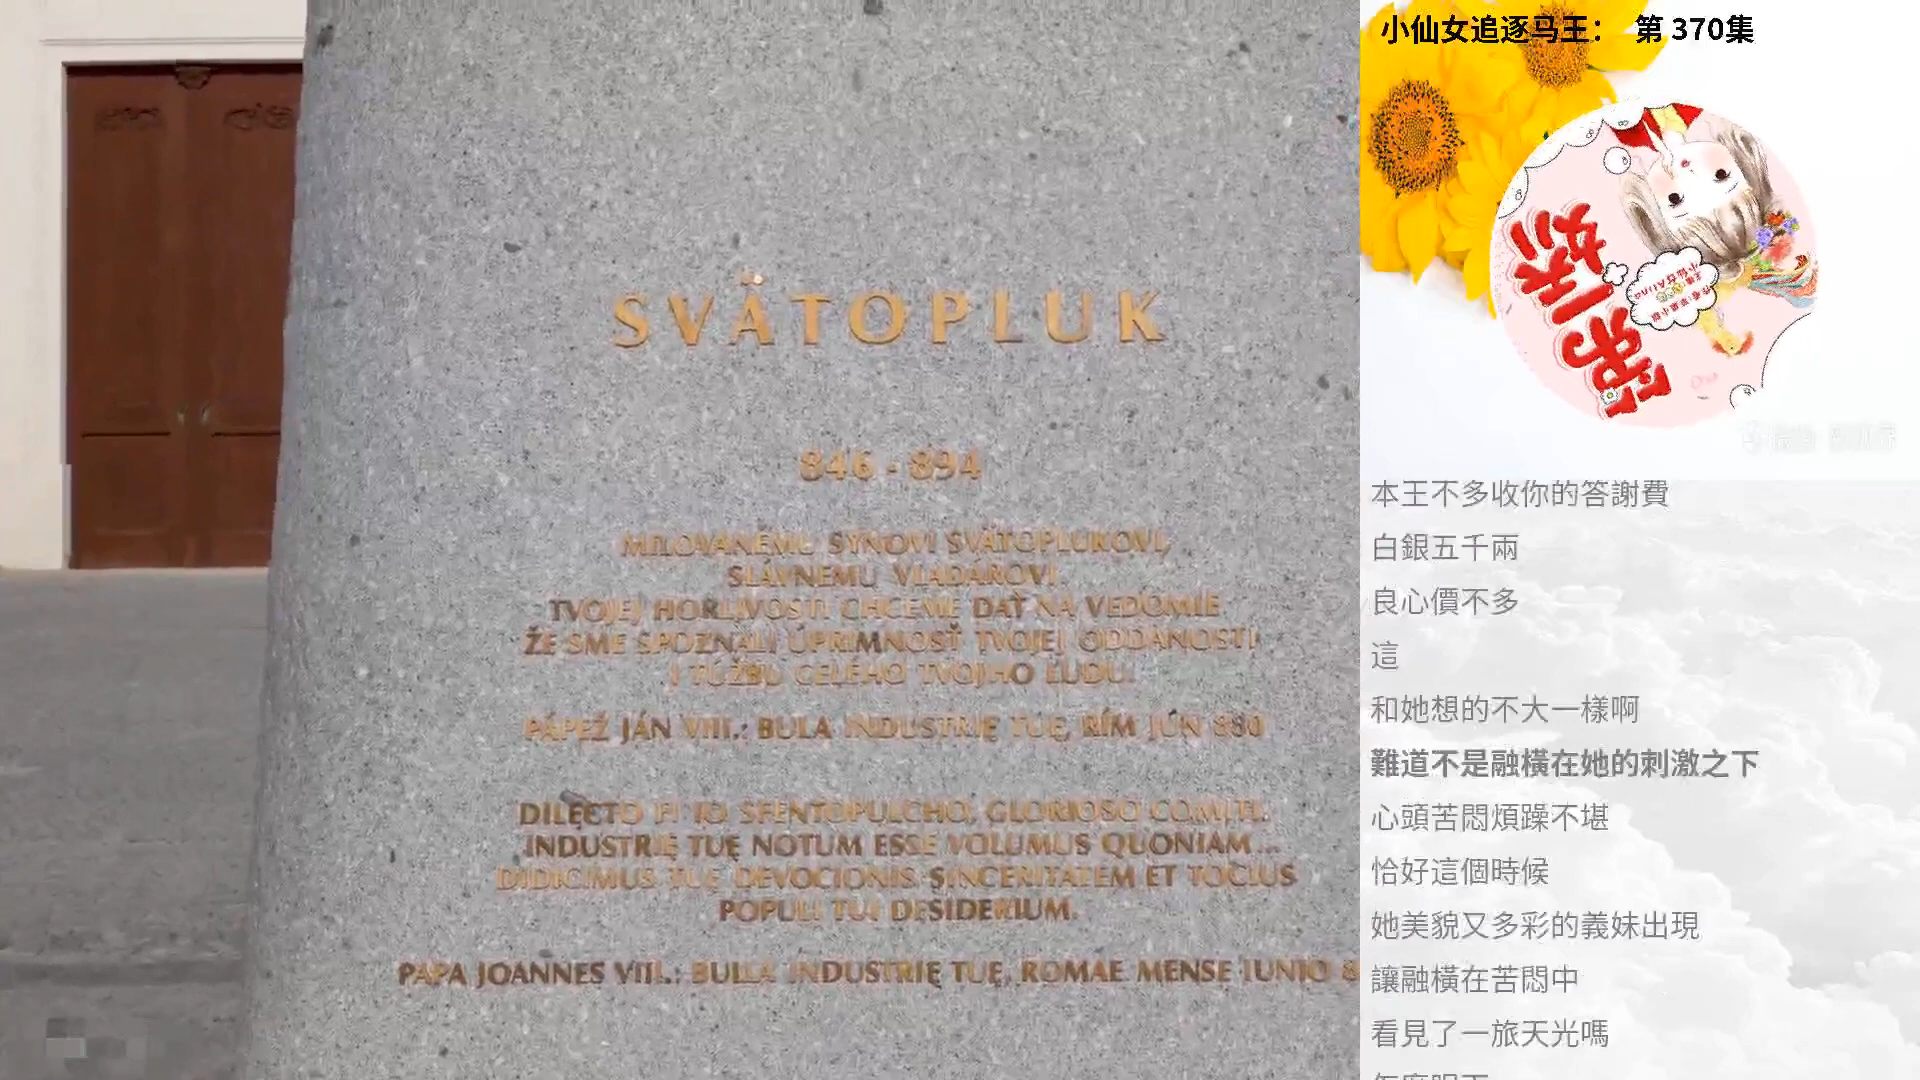 SVÄTOPLUK
846 - 894
MILOVANÉMU SYNOVI SVÄTOPLUKOVI,
SLÁVNEMU VLADÁROVI.
TVOJEJ HORLIVOSTI CHCEME DAŤ NA VEDOMIE
ŽE SME SPOZNALI ÚPRIMNOSŤ TVOJEJ ODDANOSTI
I TÚŽBU CELÉHO TVOJHO ĽUDU.
PÁPEŽ JÁN VIII.: BULA INDUSTRIĘ TUĘ, RÍM JÚN 880
DILĘCTO FILIO SFENTOPULCHO, GLORIOSO COMITI.
INDUSTRIĘ TUĘ NOTUM ESSE VOLUMUS QUONIAM ...
DIDICIMUS TUĘ DEVOCIONIS SINCERITATEM ET TOCIUS
POPULI TUI DESIDERIUM.
PAPA JOANNES VIII.: BULLA INDUSTRIĘ TUĘ, ROMAE MENSE IUNIO 8
小仙女追逐马王： 第 370集
本王不多收你的答謝費
白銀五千兩
良心價不多
這
和她想的不大一樣啊
難道不是融橫在她的刺激之下
心頭苦悶煩躁不堪
恰好這個時候
她美貌又多彩的義妹出現
讓融橫在苦悶中
看見了一旅天光嗎